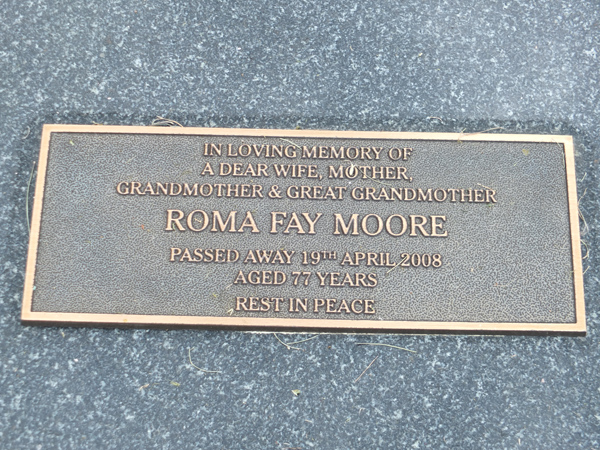 IN LOVING MEMORY OF
A DEAR WIFE, MOTHER,
GRANDMOTHER & GREAT GRANDMOTHER
ROMA FAY MOORE
PASSED AWAY 19TH APRIL 2008
AGED 77 YEARS
REST IN PEACE